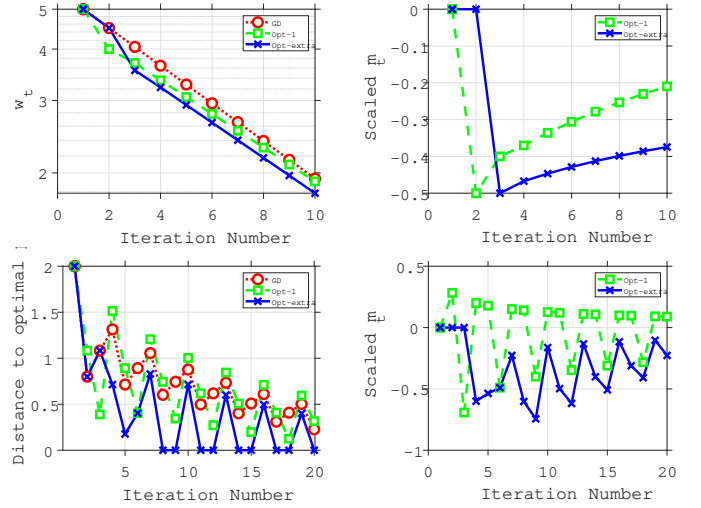 5
4
3
2
w_t
0 2 4 6 8 10
Iteration Number
GD
Opt-1
Opt-extra
0
-0.1
-0.2
-0.3
-0.4
-0.5
Scaled m_t
0 2 4 6 8 10
Iteration Number
Opt-1
Opt-extra
2
1.5
1
0.5
0
Distance to optimal
5 10 15 20
Iteration Number
GD
Opt-1
Opt-extra
0.5
0
-0.5
-1
Scaled m_t
0 5 10 15 20
Iteration Number
Opt-1
Opt-extra